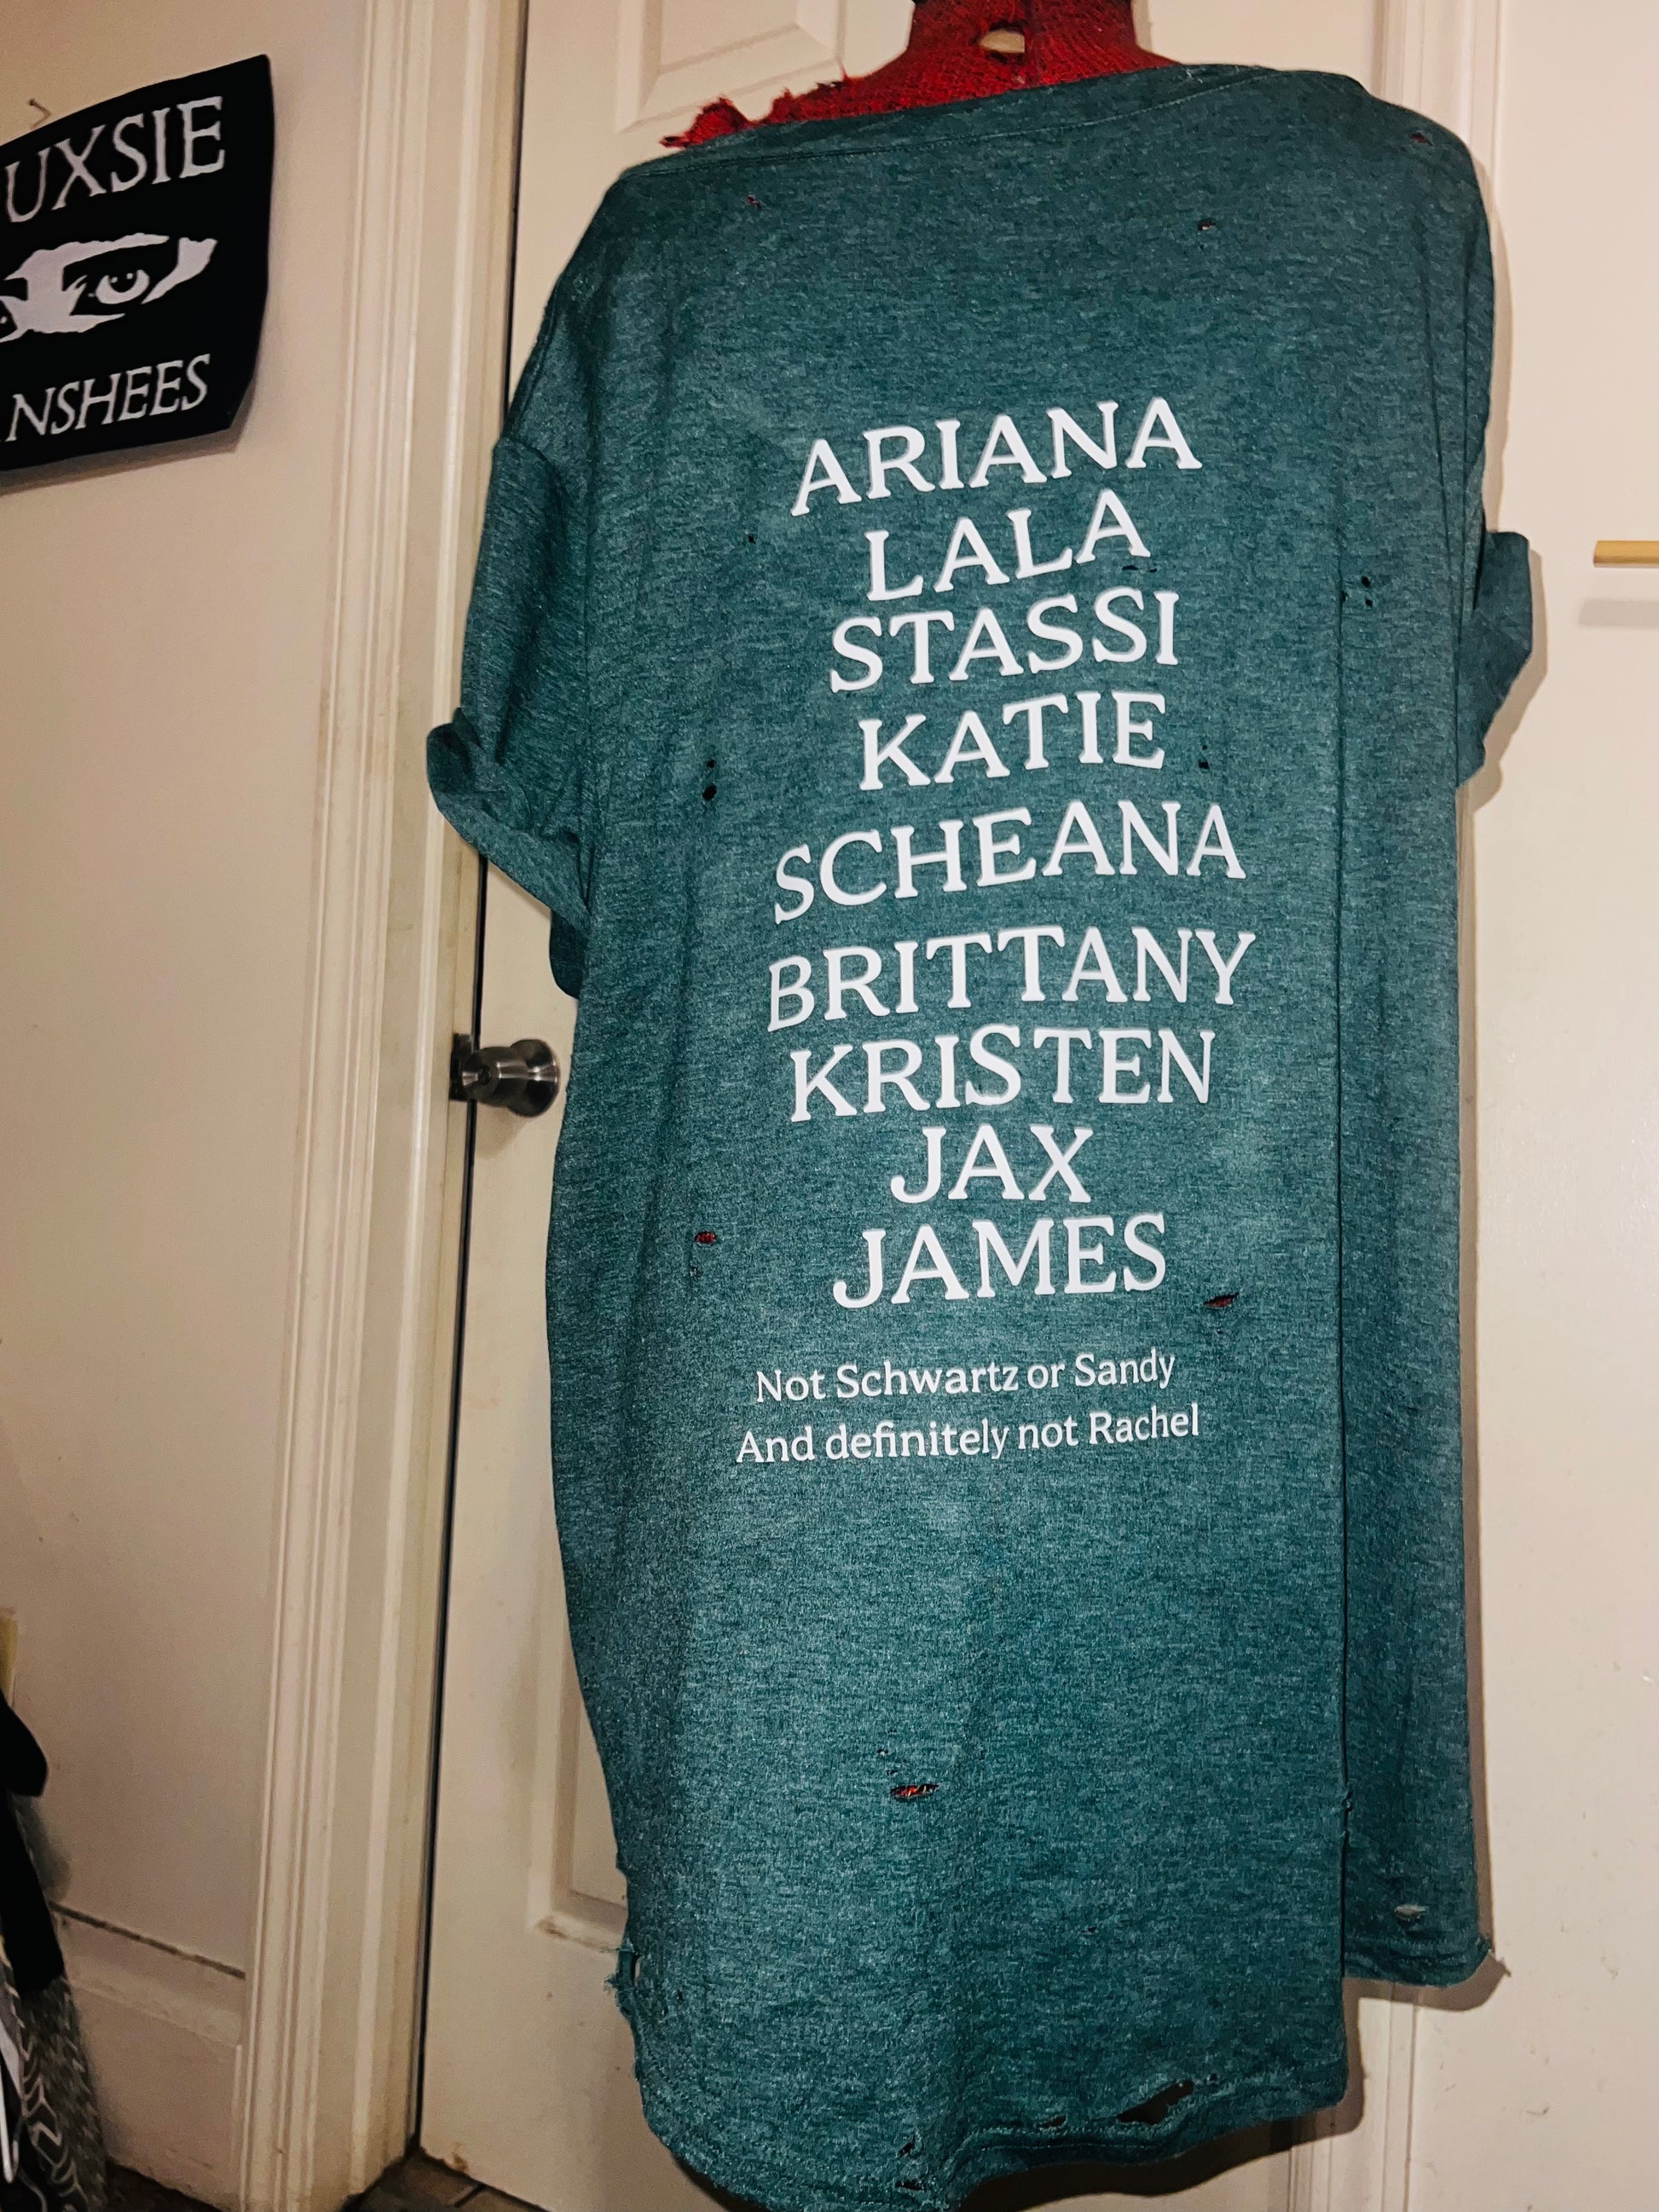 UXSIE
NSHEES
ARIANA
LALA
STASSI
KATIE
SCHEANA
BRITTANY
KRISTEN
JAX
JAMES
Not Schwartz or Sandy
And definitely not Rachel